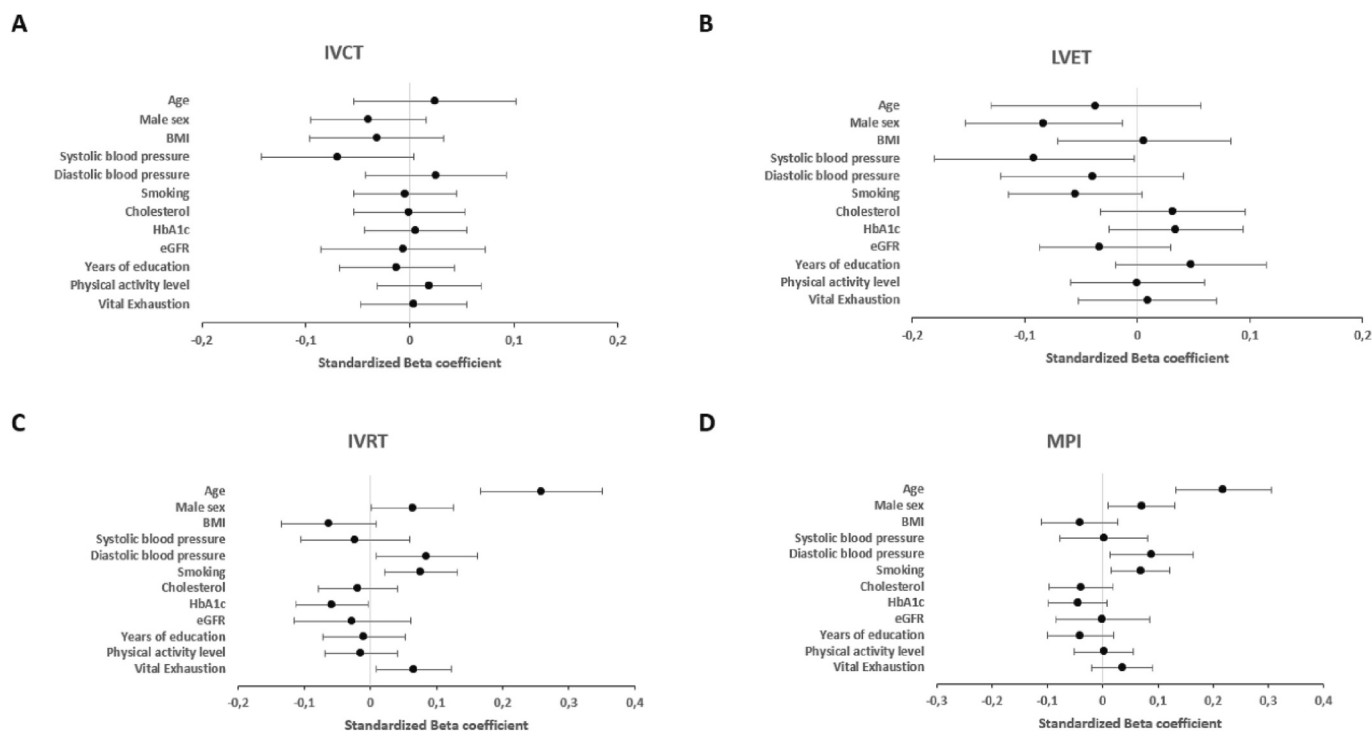 A
IVCT
Age
Male sex
BMI
Systolic blood pressure
Diastolic blood pressure
Smoking
Cholesterol
HbA1c
eGFR
Years of education
Physical activity level
Vital Exhaustion
-0,2 -0,1 0 0,1 0,2
Standardized Beta coefficient
B
LVET
Age
Male sex
BMI
Systolic blood pressure
Diastolic blood pressure
Smoking
Cholesterol
HbA1c
eGFR
Years of education
Physical activity level
Vital Exhaustion
-0,2 -0,1 0 0,1 0,2
Standardized Beta coefficient
C
IVRT
Age
Male sex
BMI
Systolic blood pressure
Diastolic blood pressure
Smoking
Cholesterol
HbA1c
eGFR
Years of education
Physical activity level
Vital Exhaustion
-0,2 -0,1 0 0,1 0,2 0,3 0,4
Standardized Beta coefficient
D
MPI
Age
Male sex
BMI
Systolic blood pressure
Diastolic blood pressure
Smoking
Cholesterol
HbA1c
eGFR
Years of education
Physical activity level
Vital Exhaustion
-0,3 -0,2 -0,1 0 0,1 0,2 0,3 0,4
Standardized Beta coefficient